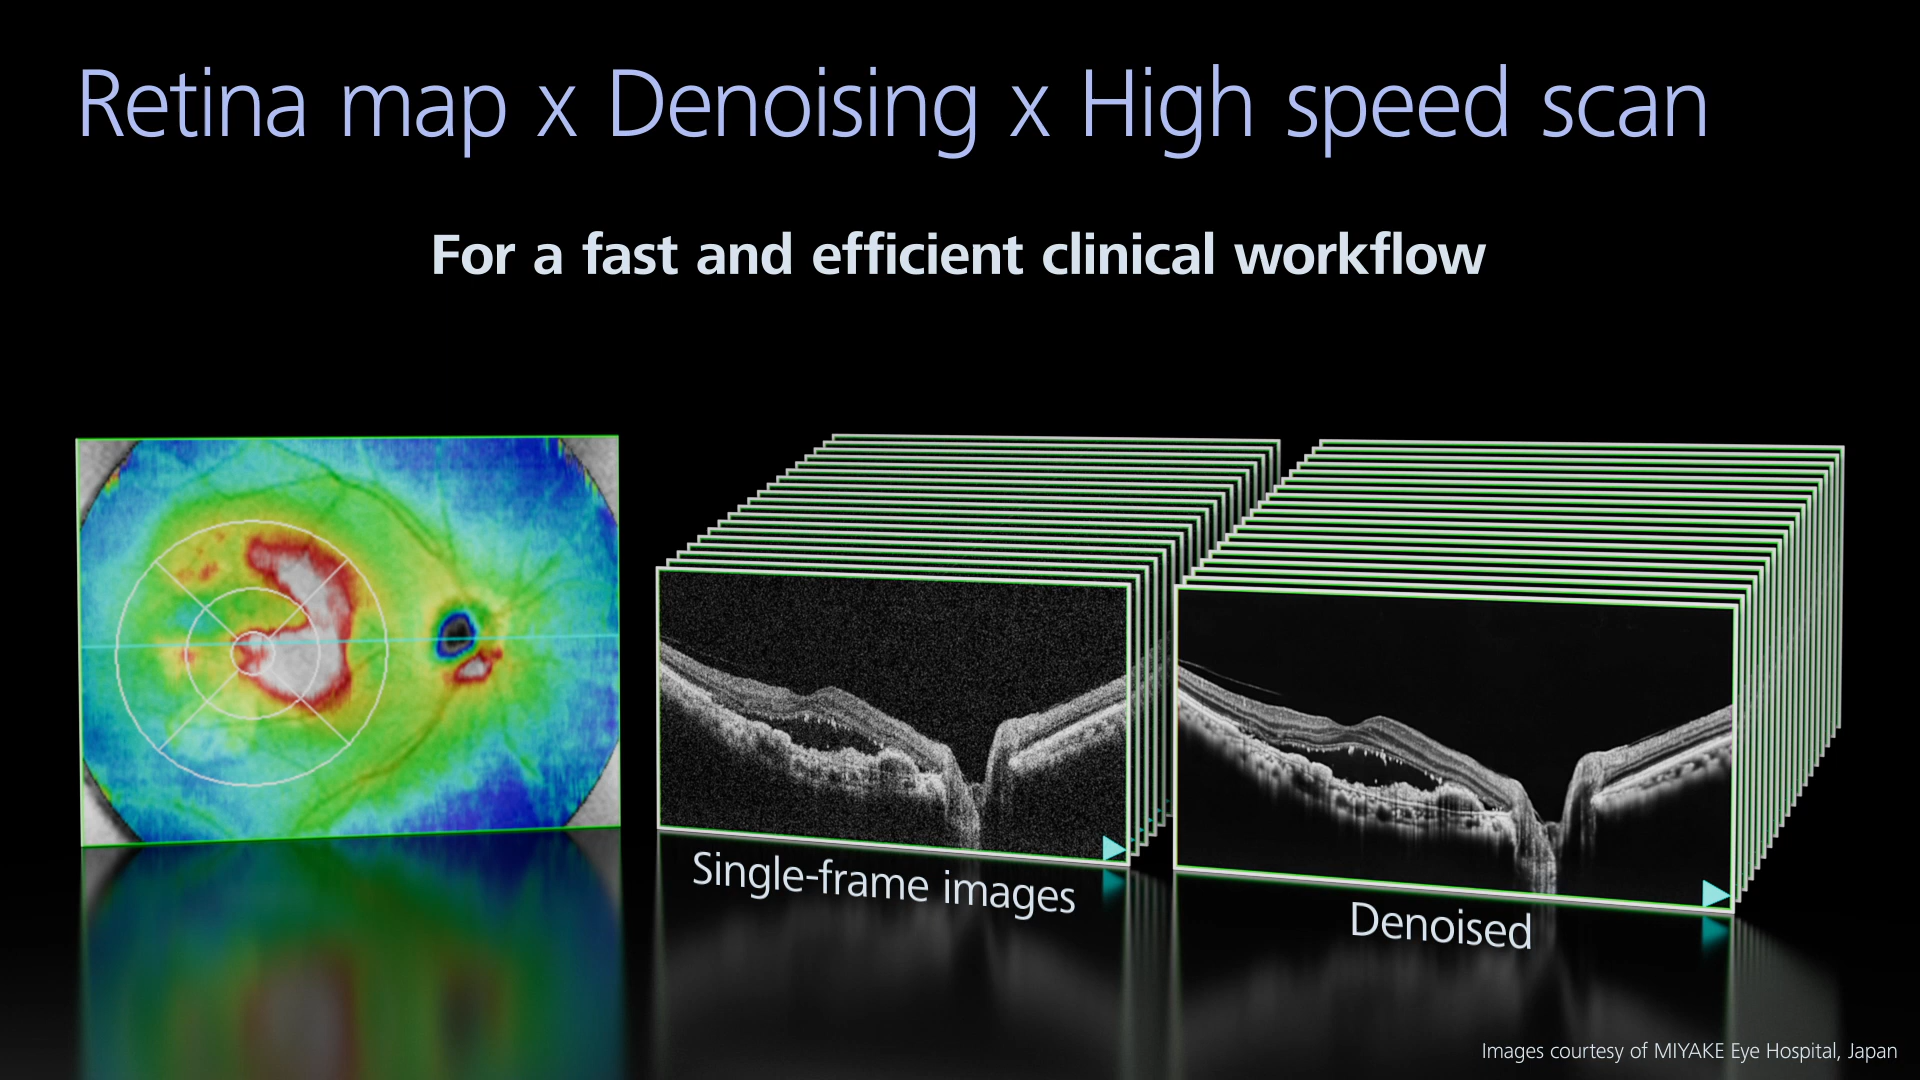 Retina map x Denoising x High speed scan
For a fast and efficient clinical workflow
Single-frame images
Denoised
Images courtesy of MIYAKE Eye Hospital, Japan